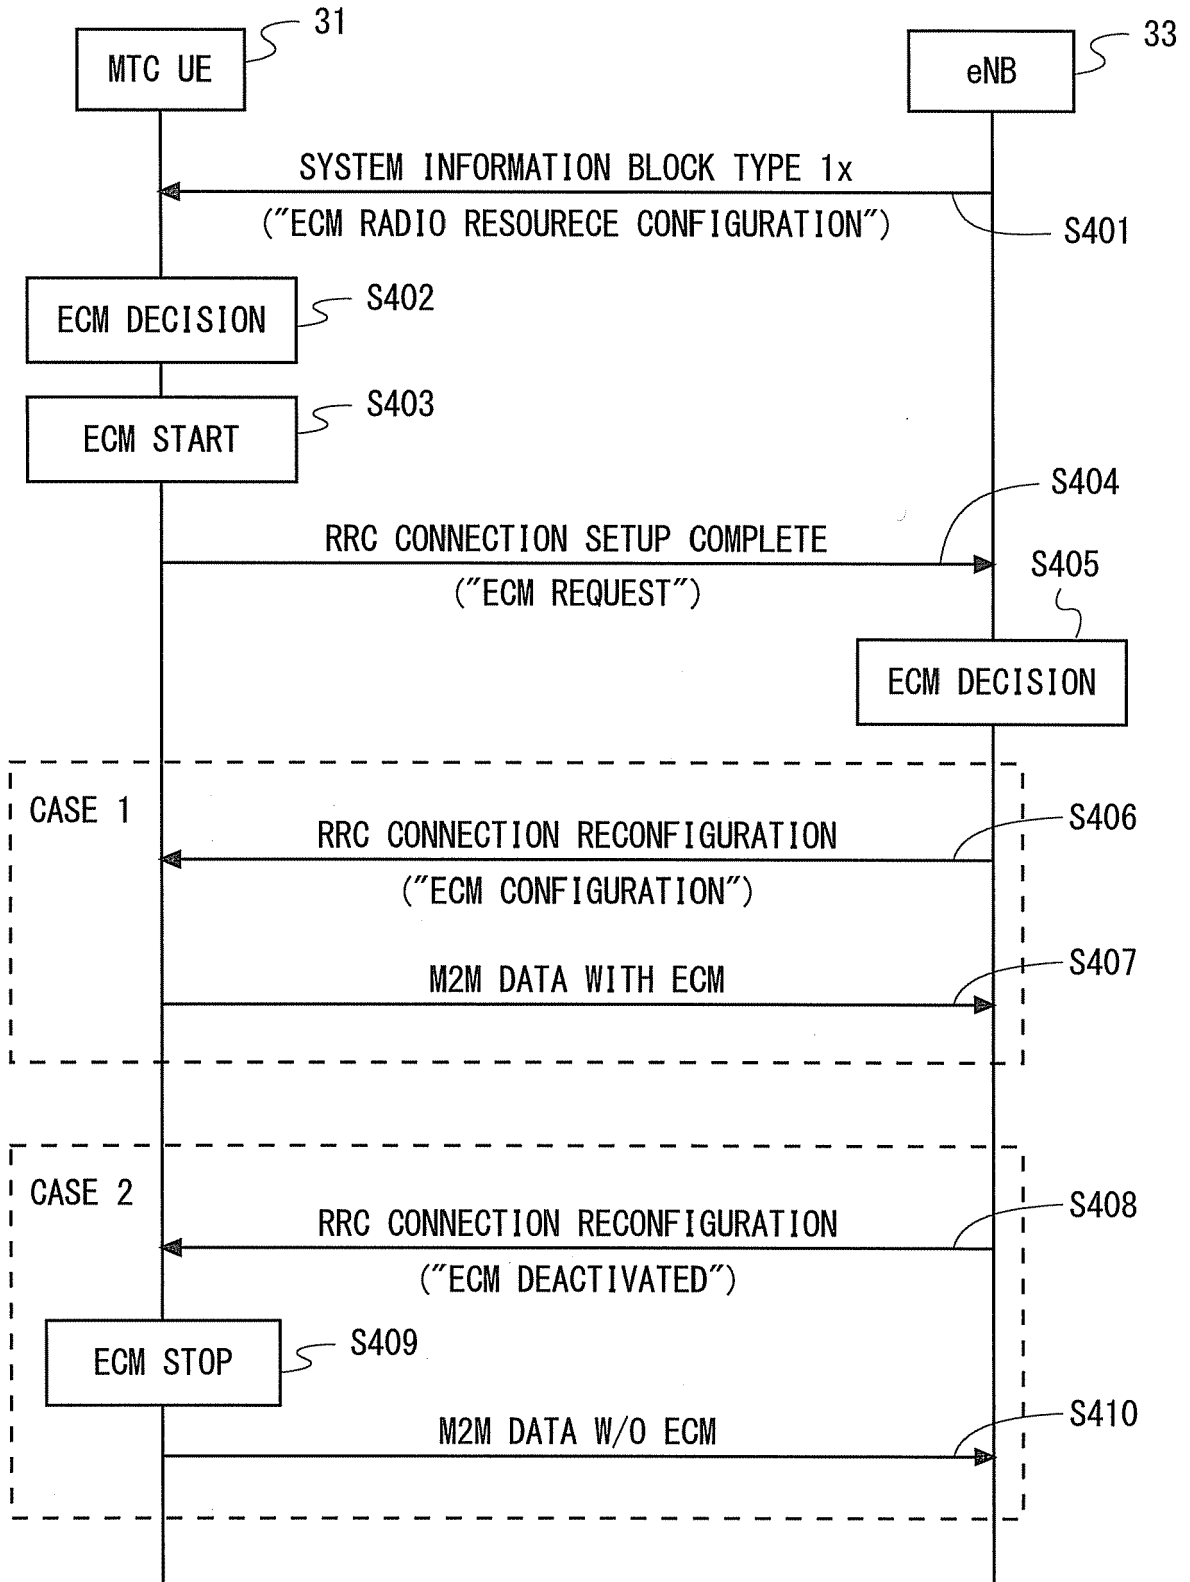 31
33
MTC UE
eNB
SYSTEM INFORMATION BLOCK TYPE 1x
("ECM RADIO RESOURECE CONFIGURATION")
S401
ECM DECISION
S402
ECM START
S403
S404
RRC CONNECTION SETUP COMPLETE
("ECM REQUEST")
S405
ECM DECISION
CASE 1
S406
RRC CONNECTION RECONFIGURATION
("ECM CONFIGURATION")
S407
M2M DATA WITH ECM
CASE 2
S408
RRC CONNECTION RECONFIGURATION
("ECM DEACTIVATED")
ECM STOP
S409
S410
M2M DATA W/O ECM